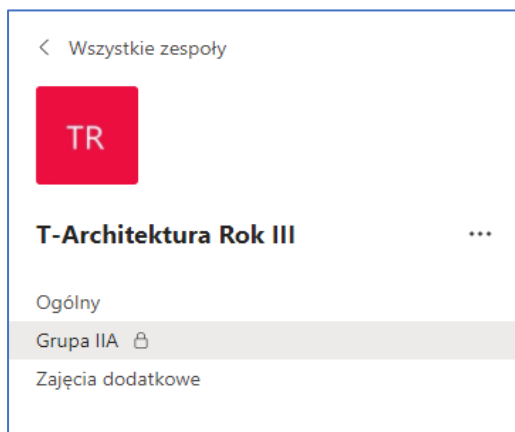 Wszystkie zespoły
TR
T-Architektura Rok III
Ogólny
Grupa IIA
Zajęcia dodatkowe